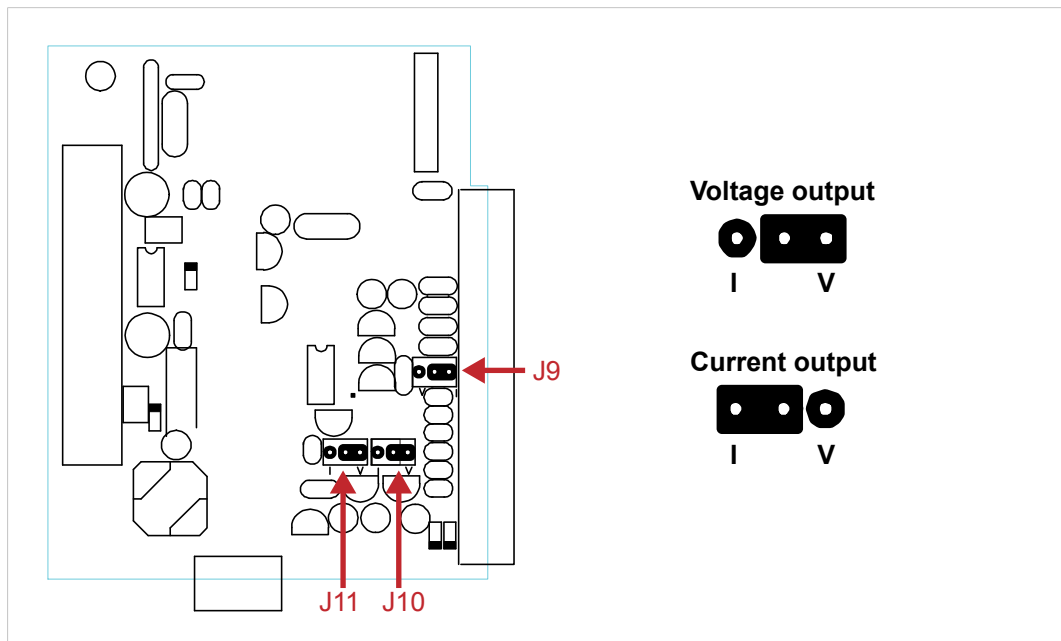 Voltage output
I V
Current output
I V
J9
V I
I V I V
J11 J10